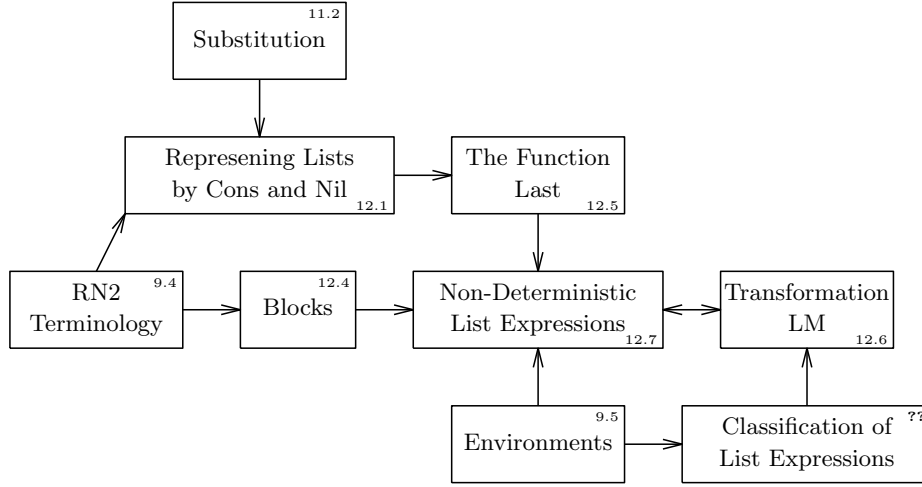 11.2
Substitution
Represening Lists
by Cons and Nil
12.1
The Function
Last
12.5
9.4
RN2
Terminology
12.4
Blocks
Non-Deterministic
List Expressions
12.7
Transformation
LM
12.6
9.5
Environments
??
Classification of
List Expressions